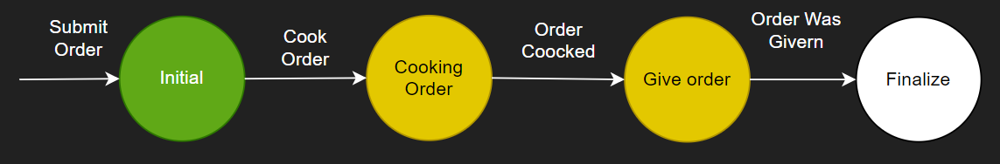 Submit
Order
Initial
Cook
Order
Cooking
Order
Order
Coocked
Give order
Order Was
Givern
Finalize